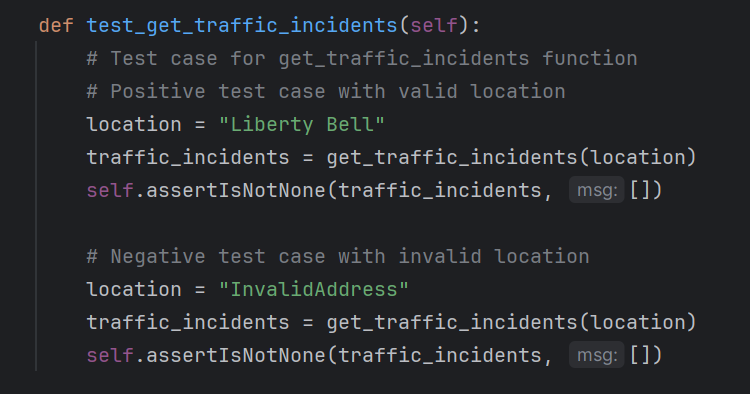 def test_get_traffic_incidents(self):
    # Test case for get_traffic_incidents function
    # Positive test case with valid location
    location = "Liberty Bell"
    traffic_incidents = get_traffic_incidents(location)
    self.assertIsNotNone(traffic_incidents, msg: [])

    # Negative test case with invalid location
    location = "InvalidAddress"
    traffic_incidents = get_traffic_incidents(location)
    self.assertIsNotNone(traffic_incidents, msg: [])